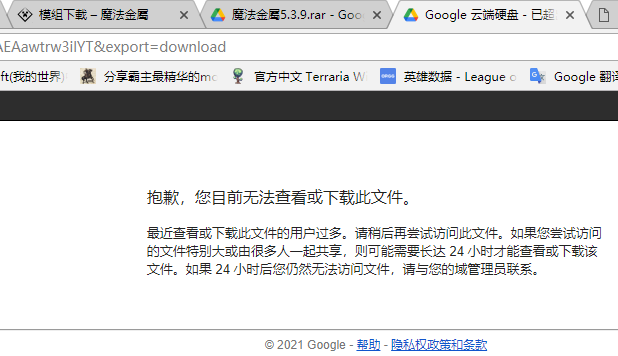 模组下载 – 魔法金属
魔法金属5.3.9.rar - Goo
Google 云端硬盘 - 已超
AEAawtrw3iIYT&export=download
ft(我的世界)
分享霸主最精华的mo
官方中文 Terraria W
英雄数据 - League o
Google 翻译
抱歉，您目前无法查看或下载此文件。
最近查看或下载此文件的用户过多。请稍后再尝试访问此文件。如果您尝试访问
的文件特别大或由很多人一起共享，则可能需要长达 24 小时才能查看或下载该
文件。如果 24 小时后您仍然无法访问文件，请与您的域管理员联系。
© 2021 Google - 帮助 - 隐私权政策和条款